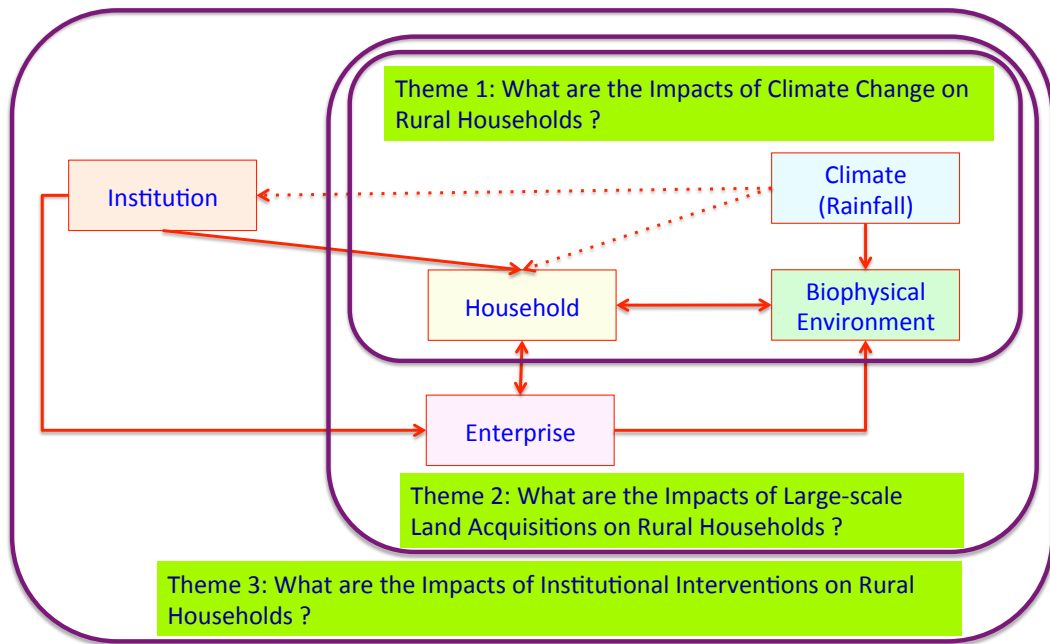 Theme 1: What are the Impacts of Climate Change on
Rural Households ?
Institution
Climate
(Rainfall)
Household
Biophysical
Environment
Enterprise
Theme 2: What are the Impacts of Large-scale
Land Acquisitions on Rural Households ?
Theme 3: What are the Impacts of Institutional Interventions on Rural
Households ?